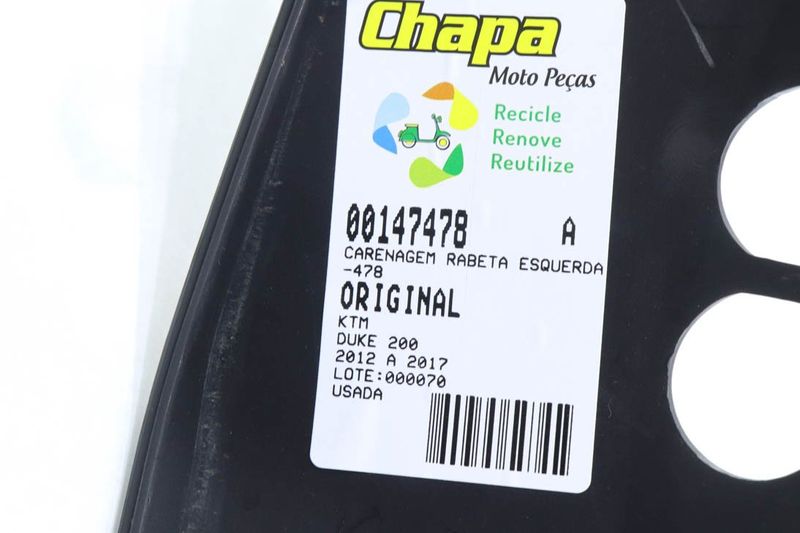 Chapa
Moto Peças
Recicle
Renove
Reutilize
00147478 A
CARENAGEM RABETA ESQUERDA
-478
ORIGINAL
KTM
DUKE 200
2012 A 2017
LOTE:000070
USADA